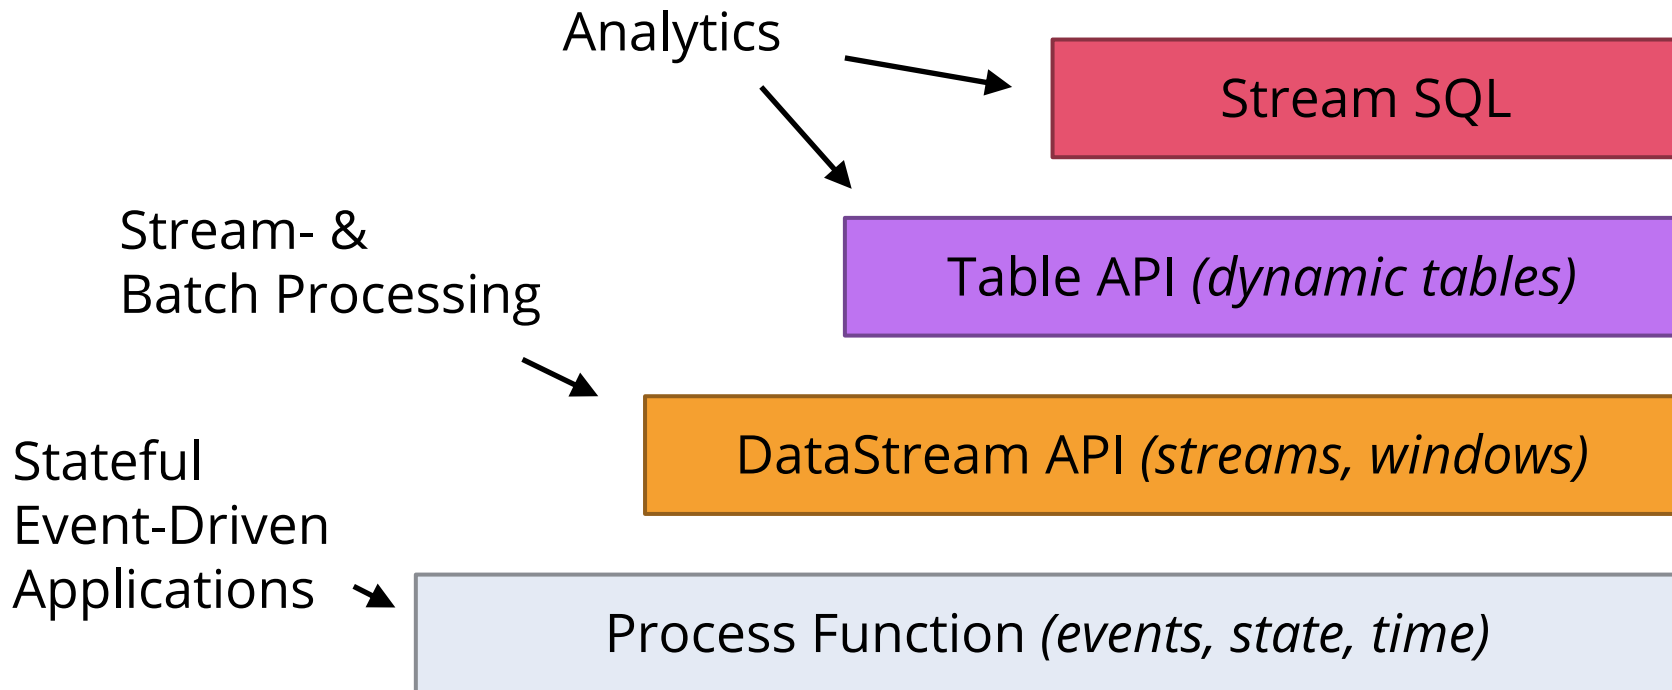 Analytics
Stream SQL
Stream- &
Batch Processing
Table API (dynamic tables)
DataStream API (streams, windows)
Stateful
Event-Driven
Applications
Process Function (events, state, time)